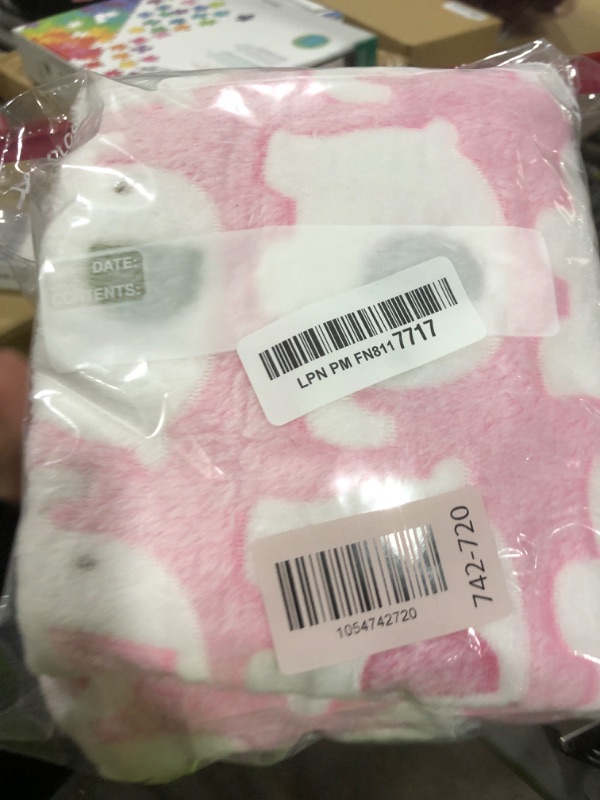 DATE:
CONTENTS:
LPN PM FN8117717
742-720
1054742720